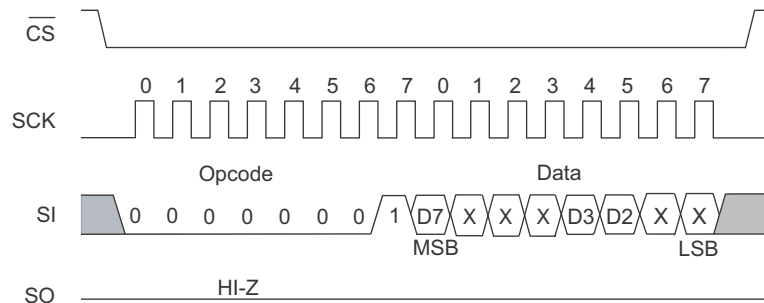 CS
0 1 2 3 4 5 6 7 0 1 2 3 4 5 6 7
SCK
Opcode Data
SI 0 0 0 0 0 0 0 1 D7 X X X D3 D2 X X
MSB LSB
HI-Z
SO